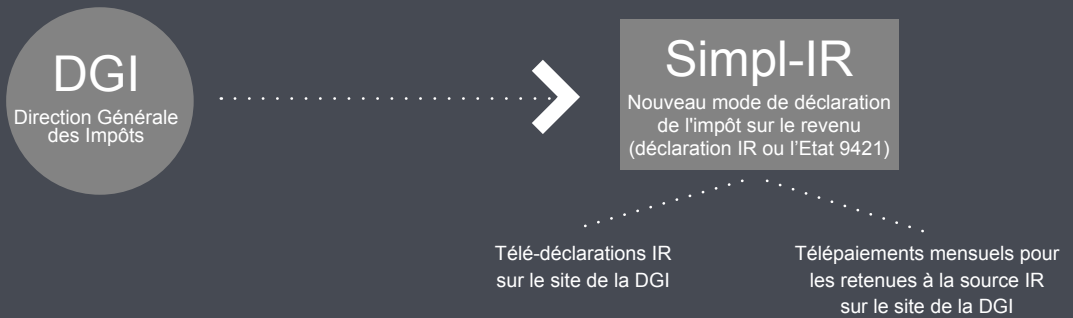 DGI
Direction Générale
des Impôts
Simpl-IR
Nouveau mode de déclaration
de l'impôt sur le revenu
(déclaration IR ou l’Etat 9421)
Télé-déclarations IR
sur le site de la DGI
Télépaiements mensuels pour
les retenues à la source IR
sur le site de la DGI